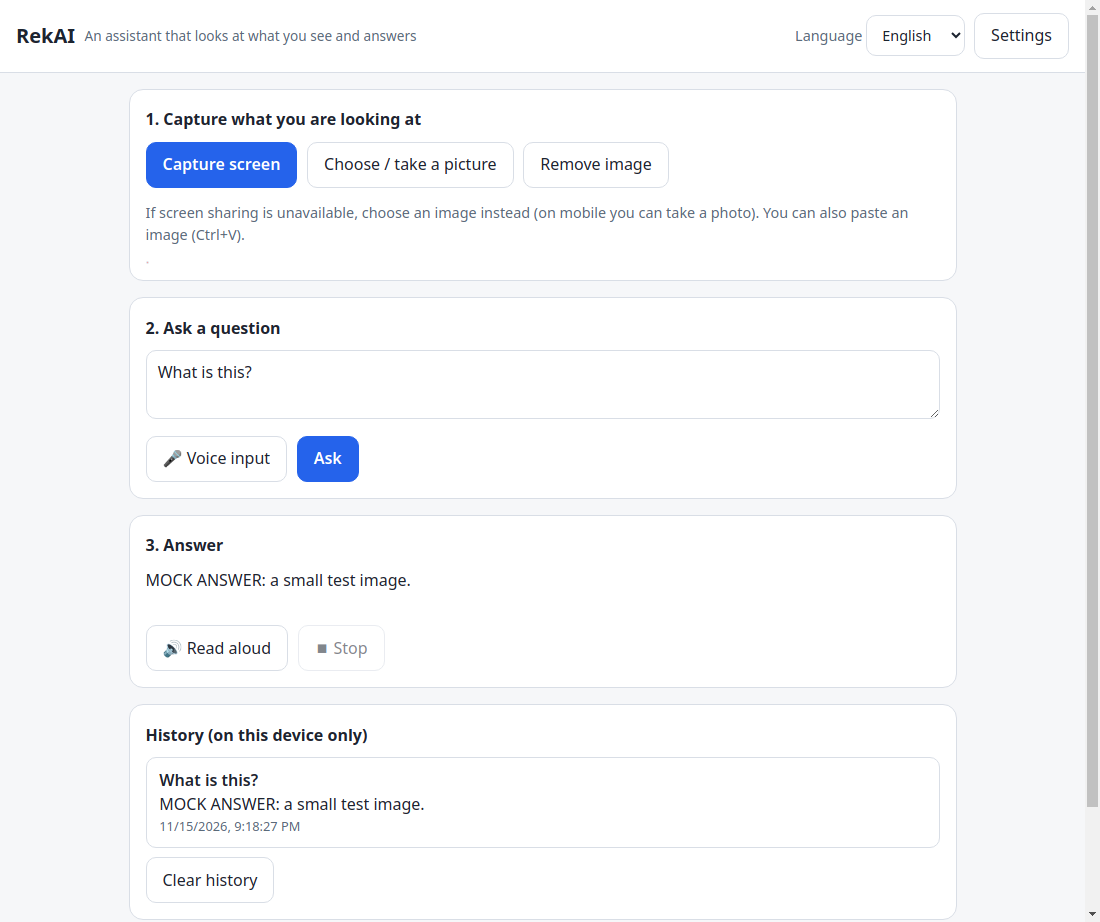 RekAI An assistant that looks at what you see and answers Language English Settings
1. Capture what you are looking at
Capture screen Choose / take a picture Remove image
If screen sharing is unavailable, choose an image instead (on mobile you can take a photo). You can also paste an
image (Ctrl+V).
2. Ask a question
What is this?
🎤 Voice input Ask
3. Answer
MOCK ANSWER: a small test image.
🔊 Read aloud ⏹ Stop
History (on this device only)
What is this?
MOCK ANSWER: a small test image.
11/15/2026, 9:18:27 PM
Clear history